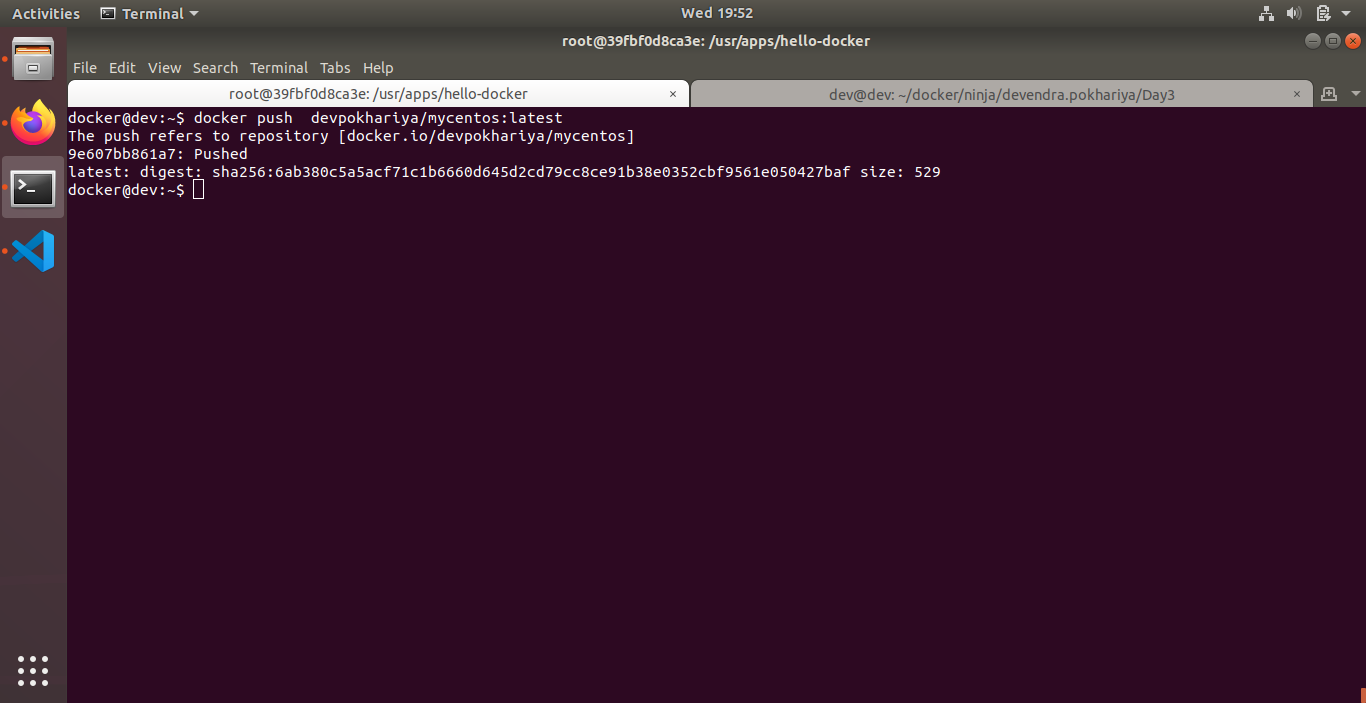 Activities Terminal Wed 19:52
root@39fbf0d8ca3e: /usr/apps/hello-docker
File Edit View Search Terminal Tabs Help
root@39fbf0d8ca3e: /usr/apps/hello-docker × dev@dev: ~/docker/ninja/devendra.pokhariya/Day3 ×
docker@dev:~$ docker push  devpokhariya/mycentos:latest
The push refers to repository [docker.io/devpokhariya/mycentos]
9e607bb861a7: Pushed
latest: digest: sha256:6ab380c5a5acf71c1b6660d645d2cd79cc8ce91b38e0352cbf9561e050427baf size: 529
docker@dev:~$